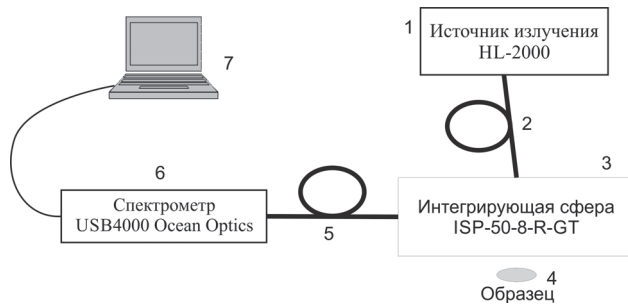 1
Источник излучения
HL-2000
7
2
3
6
Спектрометр
USB4000 Ocean Optics
5
Интегрирующая сфера
ISP-50-8-R-GT
4
Образец